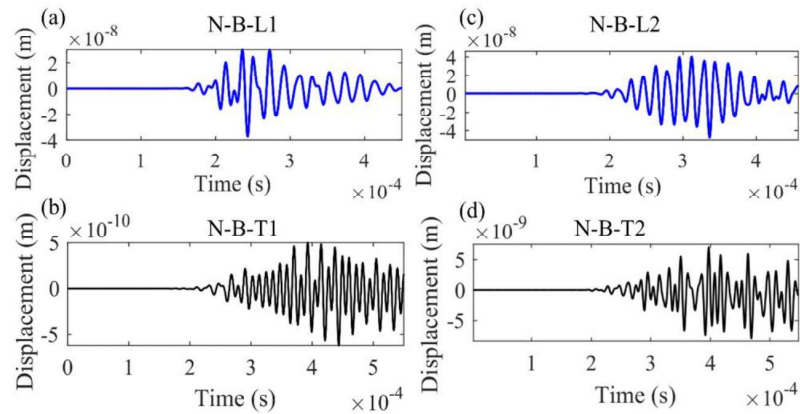 (a)
N-B-L1
×10-8
Displacement (m)
2
0
-2
-4
0
1
2
3
4
Time (s)
×10-4
(c)
N-B-L2
×10-8
Displacement (m)
4
2
0
-2
-4
1
2
3
4
Time (s)
×10-4
(b)
N-B-T1
×10-10
Displacement (m)
5
0
-5
0
1
2
3
4
5
Time (s)
×10-4
(d)
N-B-T2
×10-9
Displacement (m)
5
0
-5
1
2
3
4
5
Time (s)
×10-4